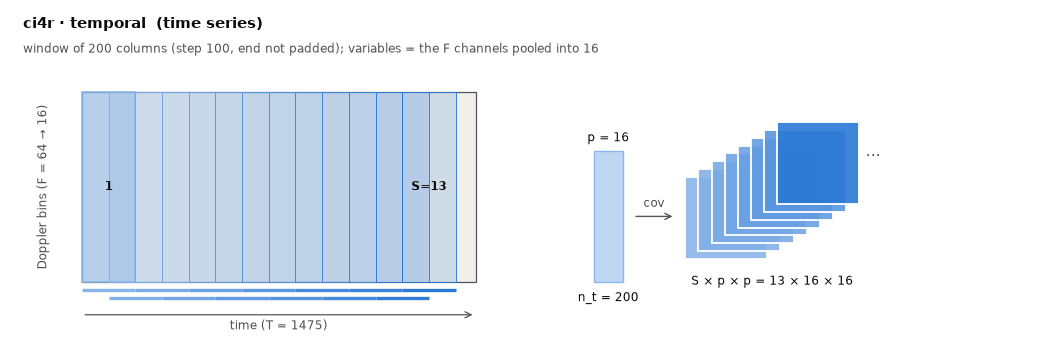 ci4r · temporal  (time series)
window of 200 columns (step 100, end not padded); variables = the F channels pooled into 16
Doppler bins (F = 64 → 16)
1
S=13
time (T = 1475)
p = 16
n_t = 200
cov
...
S × p × p = 13 × 16 × 16